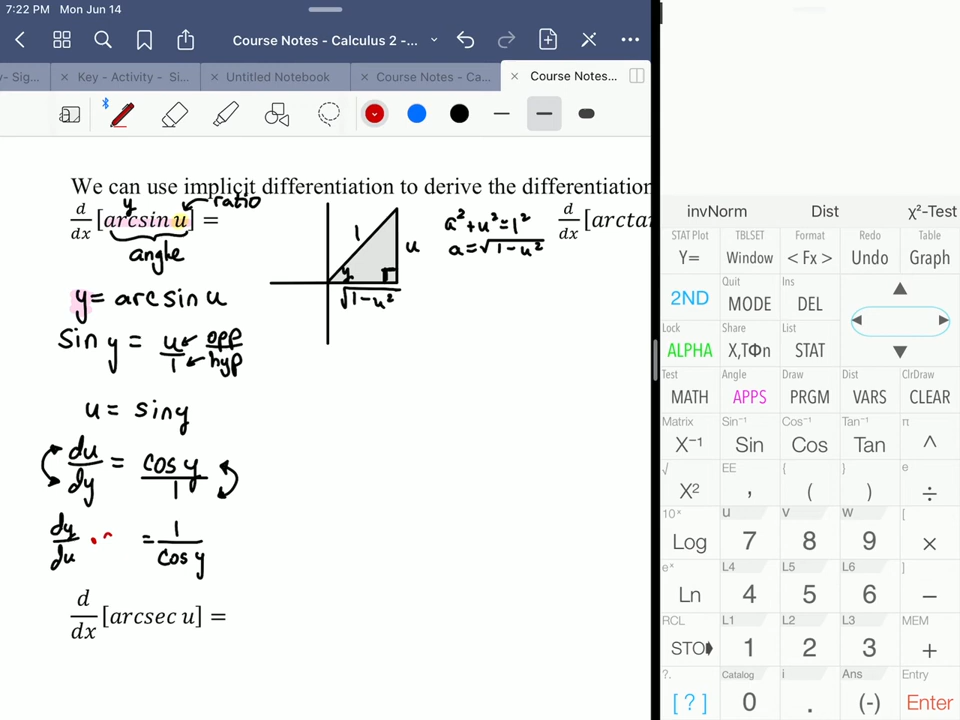 7:22 PM Mon Jun 14
Course Notes - Calculus 2 -...
y- Sig...
Key - Activity - Si...
Untitled Notebook
Course Notes - Ca...
Course Notes...
We can use implicit differentiation to derive the differentiation
y
ratio
d/dx [arcsin u] =
angle
1
u
y
√1-u²
a²+u²=1²
a=√1-u²
d/dx [arcta
y = arcsin u
sin y = u/1 opp/hyp
u = sin y
du/dy = cos y/1
dy/du · = 1/cos y
d/dx [arcsec u] =
invNorm Dist χ²-Test
STAT Plot TBLSET Format Redo Table
Y= Window < Fx > Undo Graph
Quit Ins
2ND MODE DEL
Lock Share List
ALPHA X,TΦn STAT
Test Angle Draw Dist ClrDraw
MATH APPS PRGM VARS CLEAR
Matrix Sin⁻¹ Cos⁻¹ Tan⁻¹ π
X⁻¹ Sin Cos Tan ^
√ EE { } e
X² , ( ) ÷
10ˣ u v w [
Log 7 8 9 ×
eˣ L4 L5 L6 ]
Ln 4 5 6 −
RCL L1 L2 L3 MEM
STO 1 2 3 +
?. Catalog i Ans Entry
[ ? ] 0 . (-) Enter